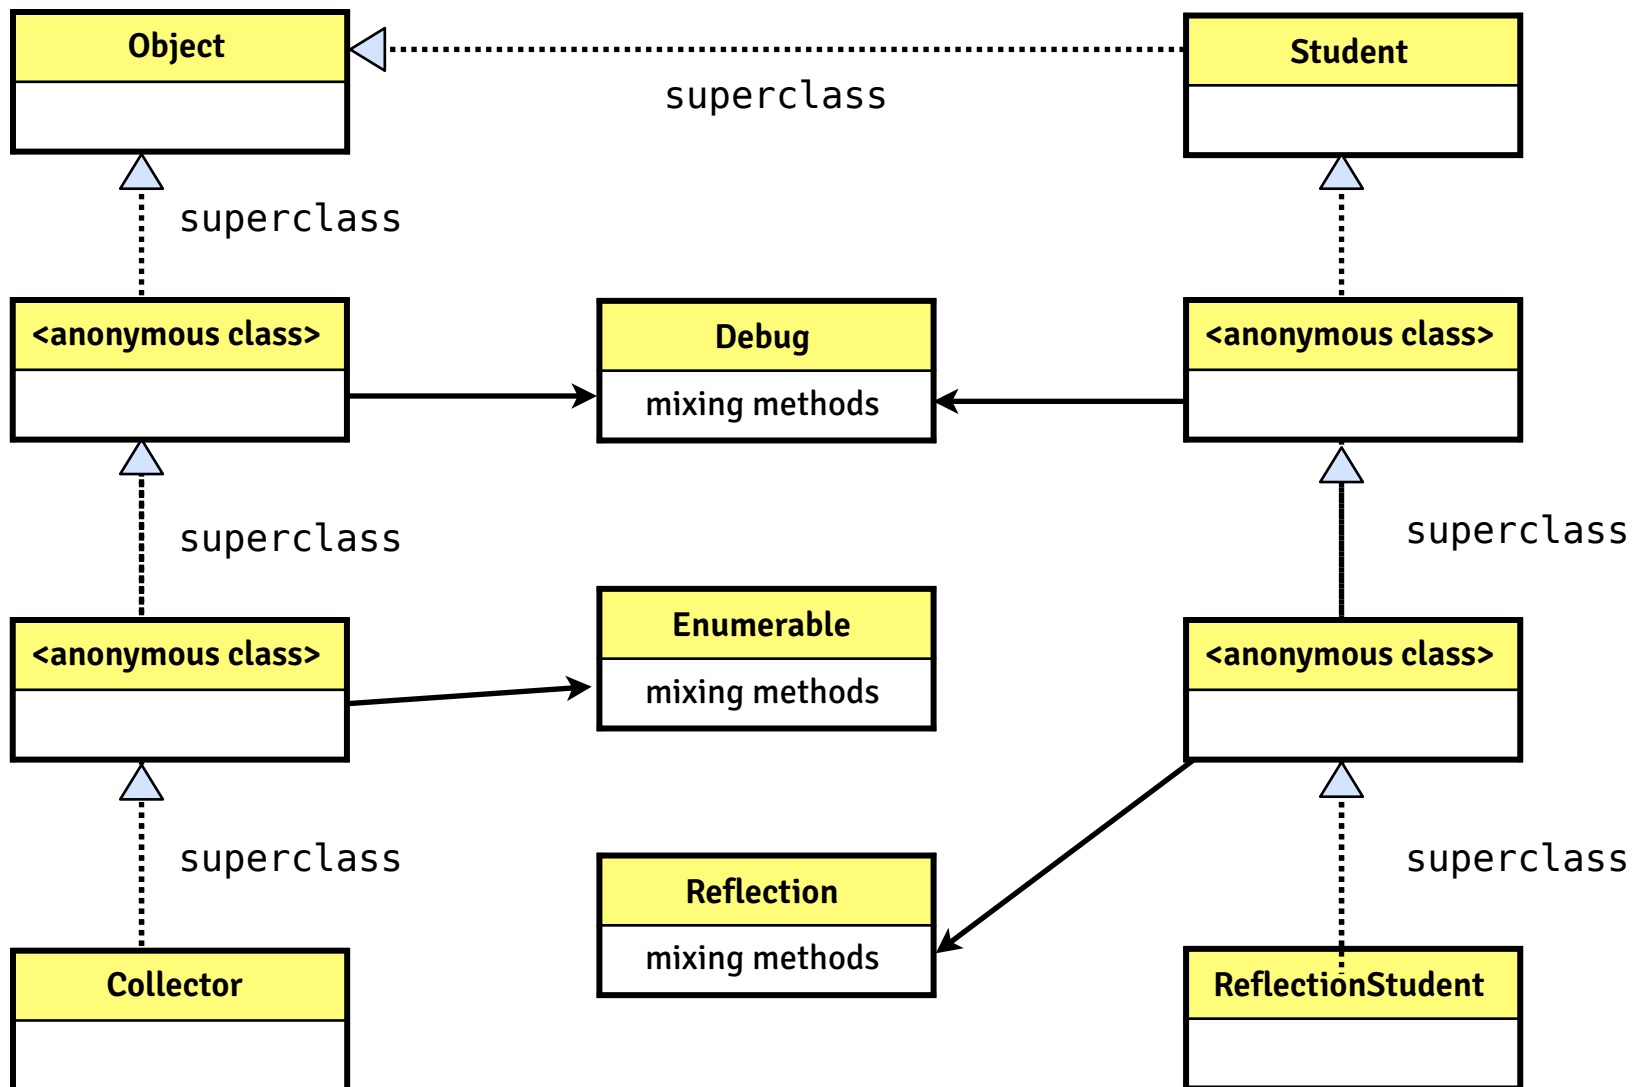 Object
Student
superclass
superclass
<anonymous class>
Debug
mixing methods
<anonymous class>
superclass
superclass
<anonymous class>
Enumerable
mixing methods
<anonymous class>
superclass
superclass
Reflection
mixing methods
Collector
ReflectionStudent